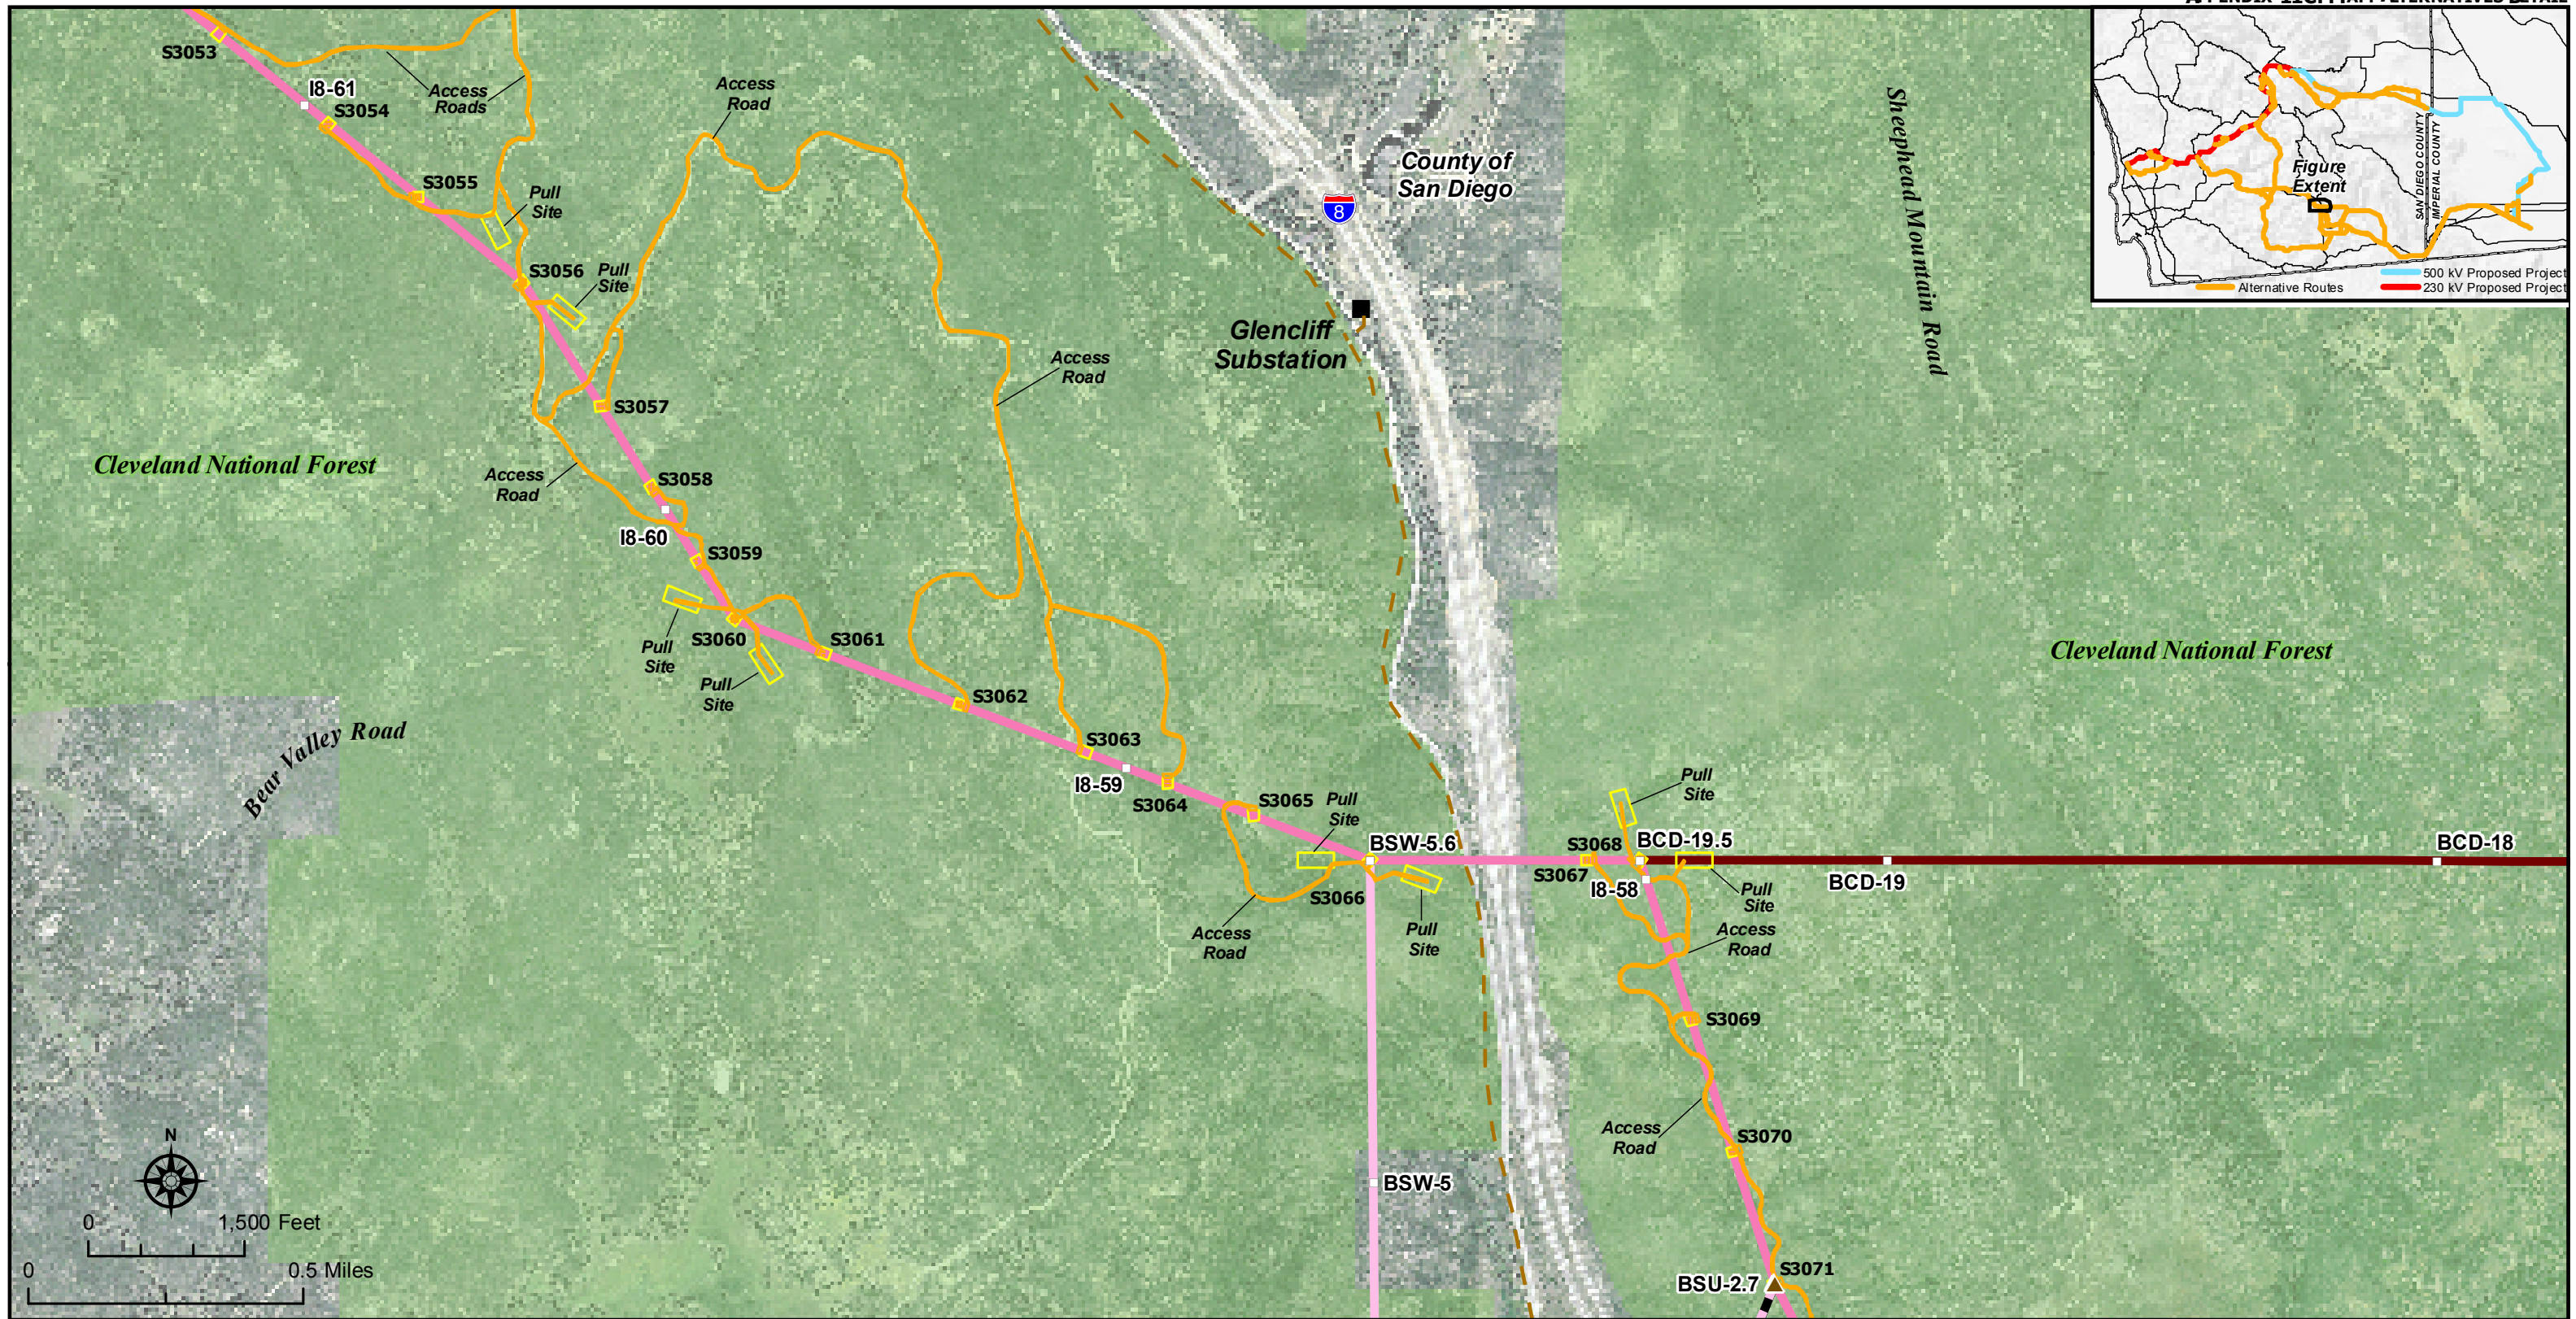 S3053
I8-61
S3054
Access
Roads
Access
Road
S3055
Pull
Site
County of
San Diego
8
Sheephead Mountain Road
SAN DIEGO COUNTY
IMPERIAL COUNTY
Figure
Extent
500 kV Proposed Project
Alternative Routes
230 kV Proposed Project
S3056
Pull
Site
Glencliff
Substation
Access
Road
S3057
Cleveland National Forest
Access
Road
S3058
I8-60
S3059
Pull
Site
S3060
S3061
Pull
Site
Cleveland National Forest
S3062
Bear Valley Road
S3063
I8-59
S3064
S3065
Pull
Site
BSW-5.6
Pull
Site
S3068
BCD-19.5
BCD-18
S3067
I8-58
BCD-19
S3066
Pull
Site
Access
Road
Pull
Site
Access
Road
S3069
Access
Road
S3070
N
BSW-5
0 1,500 Feet
0 0.5 Miles
S3071
BSU-2.7